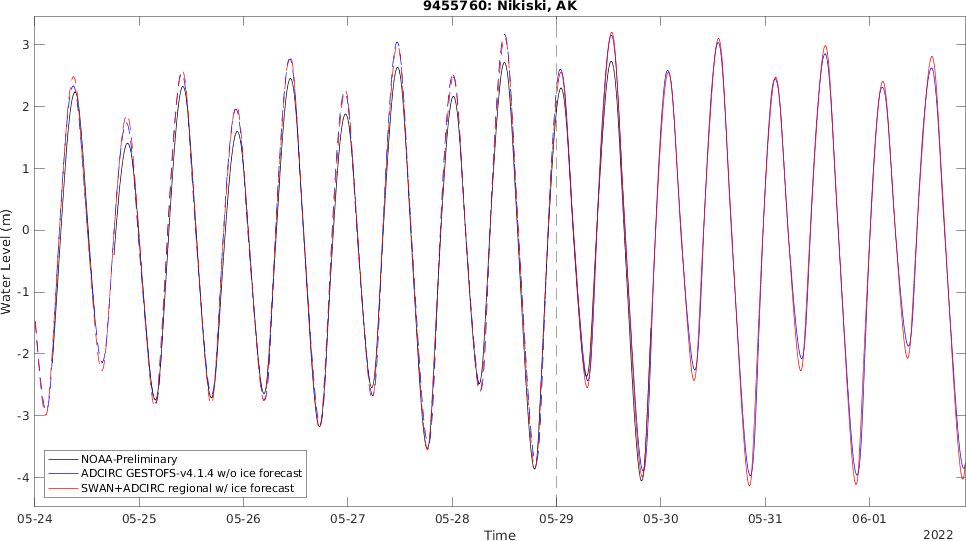 9455760: Nikiski, AK
3
2
1
0
-1
-2
-3
-4
Water Level (m)
NOAA-Preliminary
ADCIRC GESTOFS-v4.1.4 w/o ice forecast
SWAN+ADCIRC regional w/ ice forecast
05-24 05-25 05-26 05-27 05-28 05-29 05-30 05-31 06-01
Time
2022